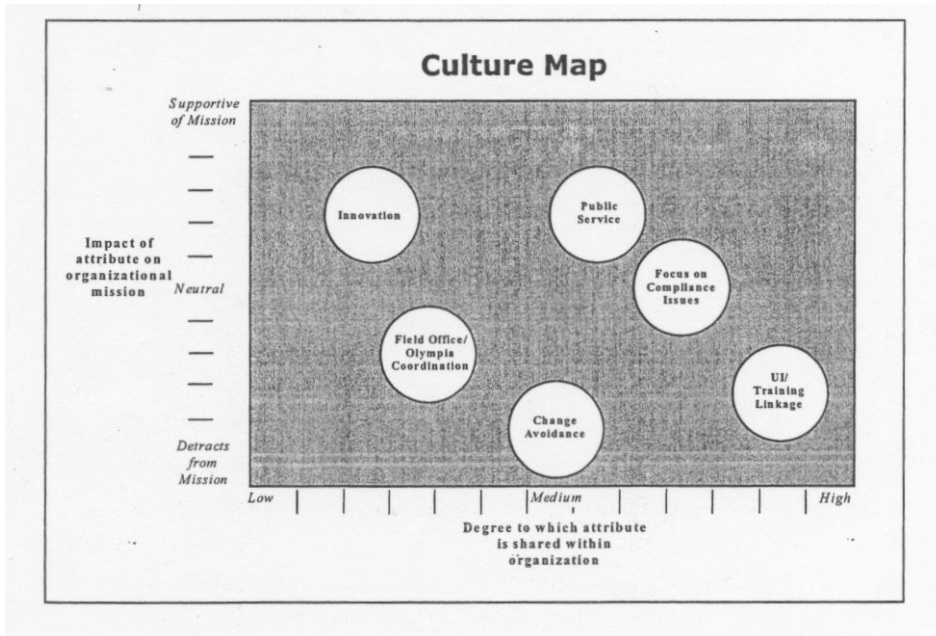 Culture Map
Supportive
of Mission
Innovation
Public
Service
Impact of
attribute on
organizational
mission
Neutral
Focus on
Compliance
Issues
Field Office/
Olympia
Coordination
UI/
Training
Linkage
Change
Avoidance
Detracts
from
Mission
Low
Medium
High
Degree to which attribute
is shared within
organization